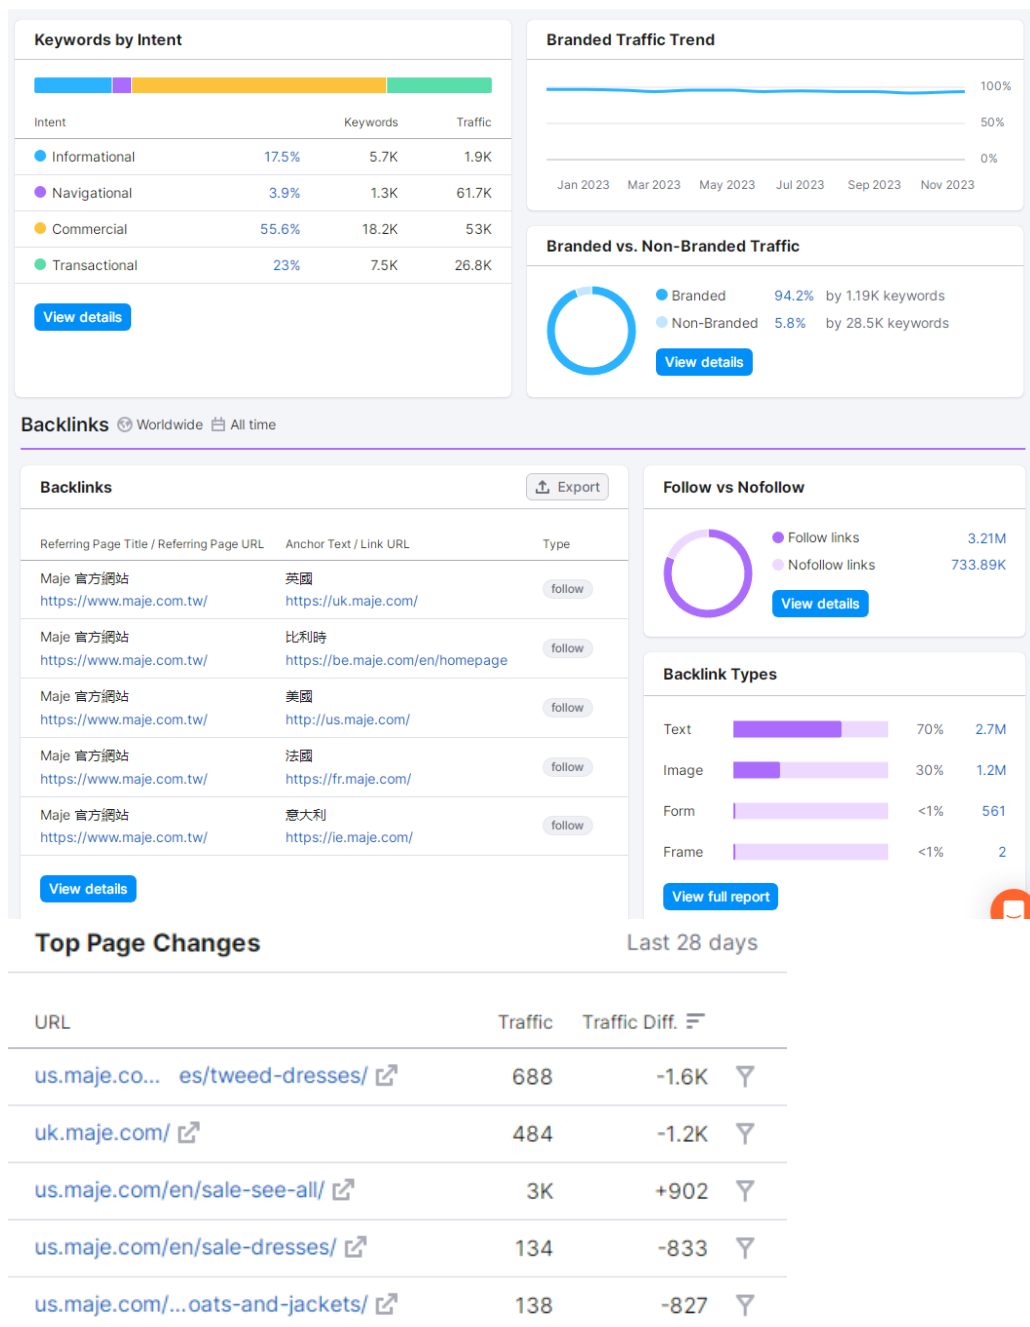 Keywords by Intent
Intent Keywords Traffic
Informational 17.5% 5.7K 1.9K
Navigational 3.9% 1.3K 61.7K
Commercial 55.6% 18.2K 53K
Transactional 23% 7.5K 26.8K
View details
Branded Traffic Trend
100%
50%
0%
Jan 2023 Mar 2023 May 2023 Jul 2023 Sep 2023 Nov 2023
Branded vs. Non-Branded Traffic
Branded 94.2% by 1.19K keywords
Non-Branded 5.8% by 28.5K keywords
View details
Backlinks Worldwide All time
Backlinks Export
Referring Page Title / Referring Page URL Anchor Text / Link URL Type
Maje 官方網站 英國
https://www.maje.com.tw/ https://uk.maje.com/ follow
Maje 官方網站 比利時
https://www.maje.com.tw/ https://be.maje.com/en/homepage follow
Maje 官方網站 美國
https://www.maje.com.tw/ http://us.maje.com/ follow
Maje 官方網站 法國
https://www.maje.com.tw/ https://fr.maje.com/ follow
Maje 官方網站 意大利
https://www.maje.com.tw/ https://ie.maje.com/ follow
View details
Follow vs Nofollow
Follow links 3.21M
Nofollow links 733.89K
View details
Backlink Types
Text 70% 2.7M
Image 30% 1.2M
Form <1% 561
Frame <1% 2
View full report
Top Page Changes Last 28 days
URL Traffic Traffic Diff.
us.maje.co... es/tweed-dresses/ 688 -1.6K
uk.maje.com/ 484 -1.2K
us.maje.com/en/sale-see-all/ 3K +902
us.maje.com/en/sale-dresses/ 134 -833
us.maje.com/...oats-and-jackets/ 138 -827